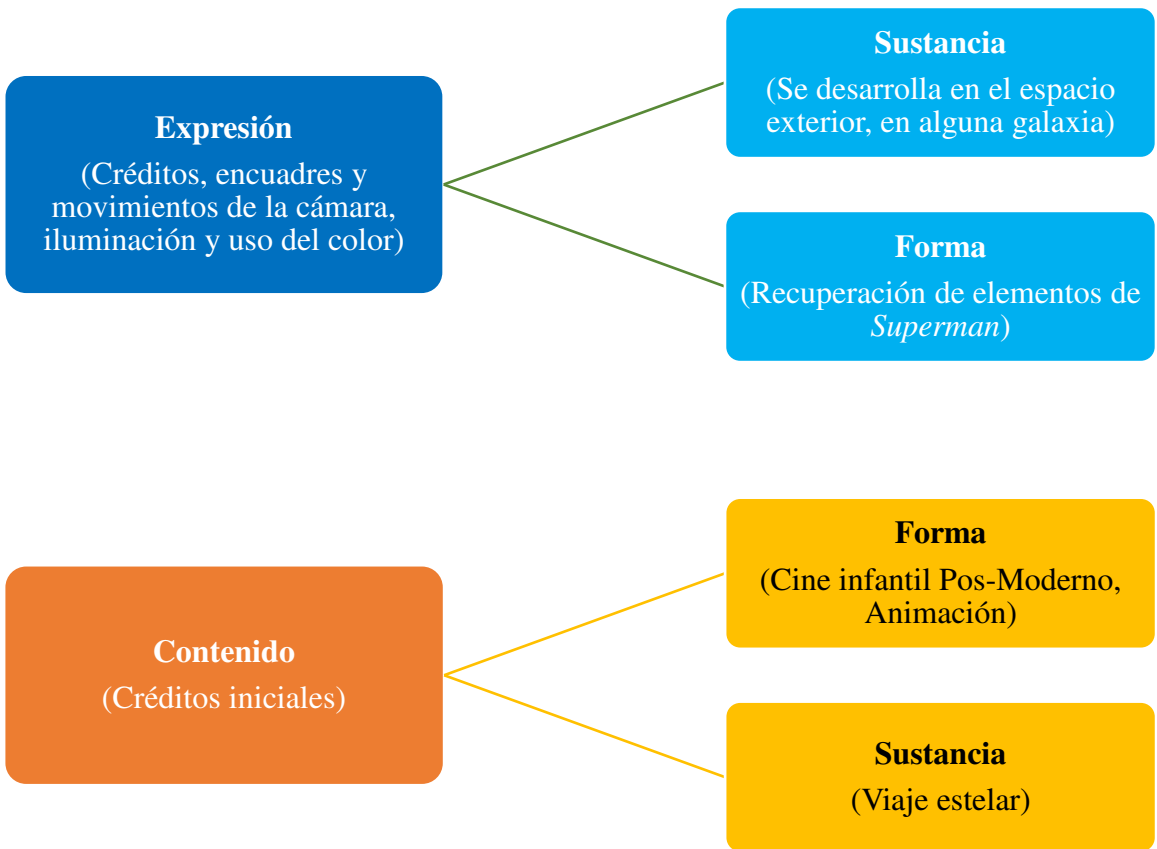 Expresión
(Créditos, encuadres y
movimientos de la cámara,
iluminación y uso del color)
Sustancia
(Se desarrolla en el espacio
exterior, en alguna galaxia)
Forma
(Recuperación de elementos de
Superman)
Contenido
(Créditos iniciales)
Forma
(Cine infantil Pos-Moderno,
Animación)
Sustancia
(Viaje estelar)